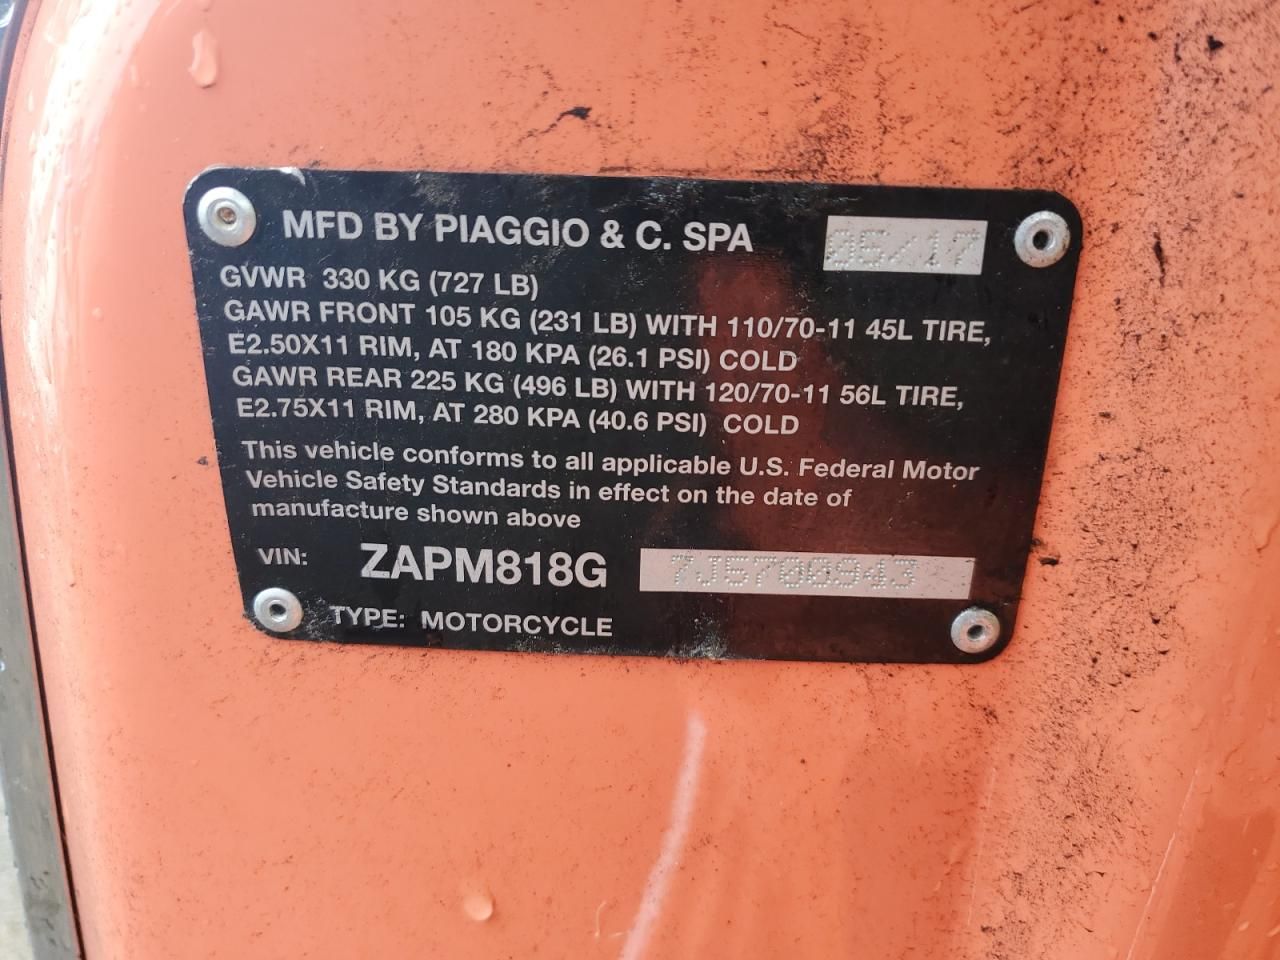 MFD BY PIAGGIO & C. SPA 05/17
GVWR 330 KG (727 LB)
GAWR FRONT 105 KG (231 LB) WITH 110/70-11 45L TIRE,
E2.50X11 RIM, AT 180 KPA (26.1 PSI) COLD
GAWR REAR 225 KG (496 LB) WITH 120/70-11 56L TIRE,
E2.75X11 RIM, AT 280 KPA (40.6 PSI) COLD
This vehicle conforms to all applicable U.S. Federal Motor
Vehicle Safety Standards in effect on the date of
manufacture shown above
VIN: ZAPM818G 7J5700943
TYPE: MOTORCYCLE